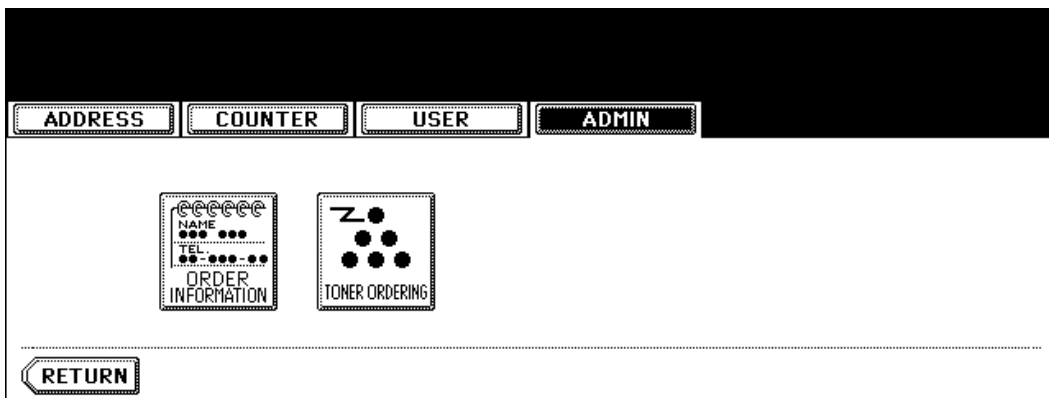 ADDRESS COUNTER USER ADMIN
NAME
TEL.
ORDER
INFORMATION
TONER ORDERING
RETURN